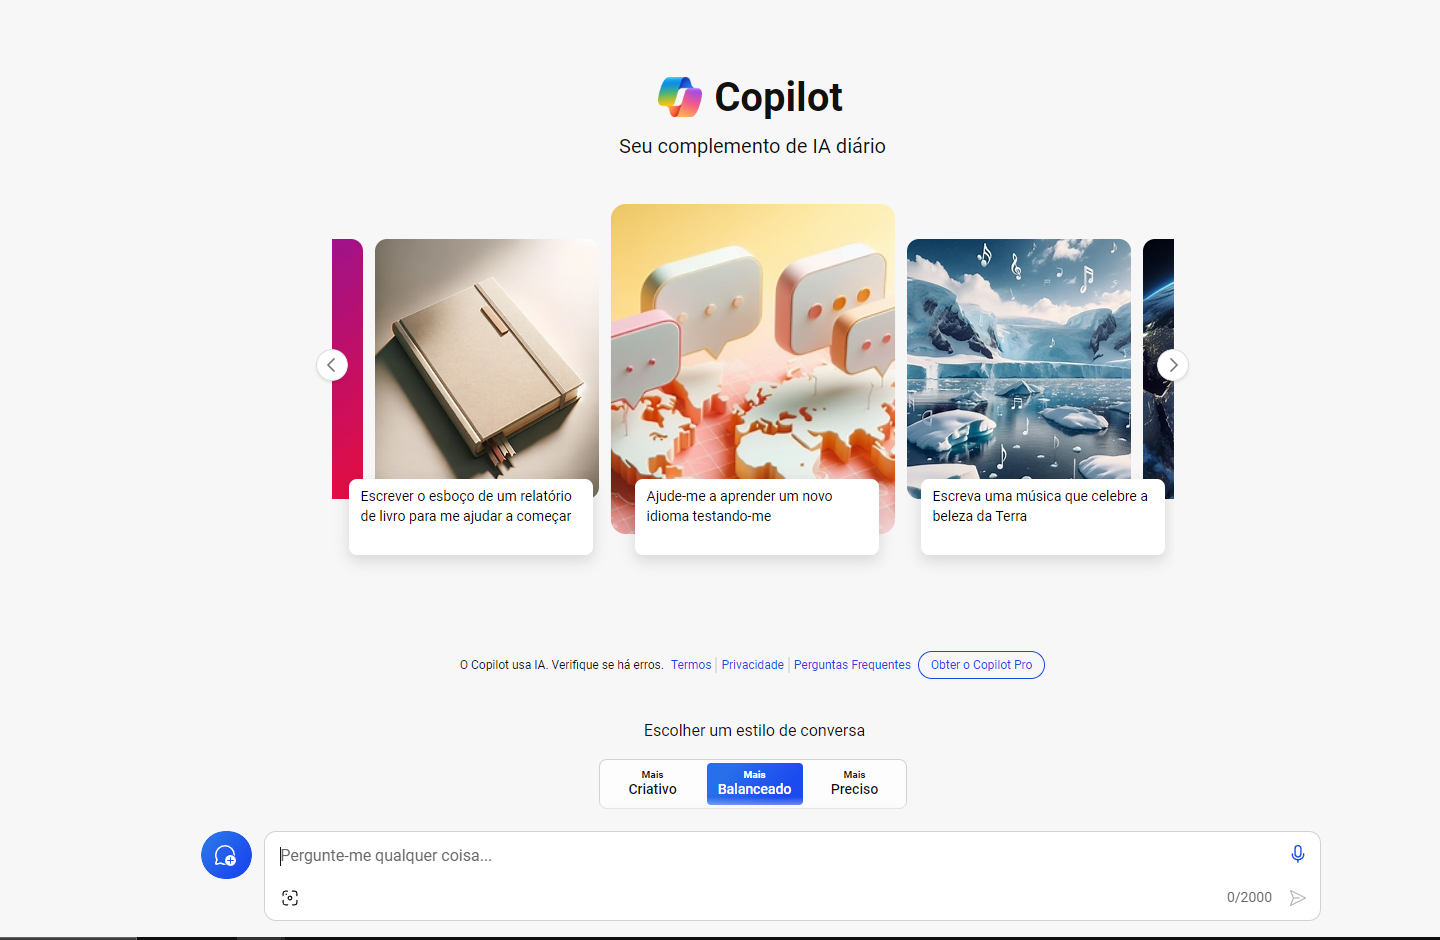 Copilot
Seu complemento de IA diário
Escrever o esboço de um relatório
de livro para me ajudar a começar
Ajude-me a aprender um novo
idioma testando-me
Escreva uma música que celebre a
beleza da Terra
O Copilot usa IA. Verifique se há erros. Termos Privacidade Perguntas Frequentes Obter o Copilot Pro
Escolher um estilo de conversa
Mais
Criativo
Mais
Balanceado
Mais
Preciso
Pergunte-me qualquer coisa...
0/2000